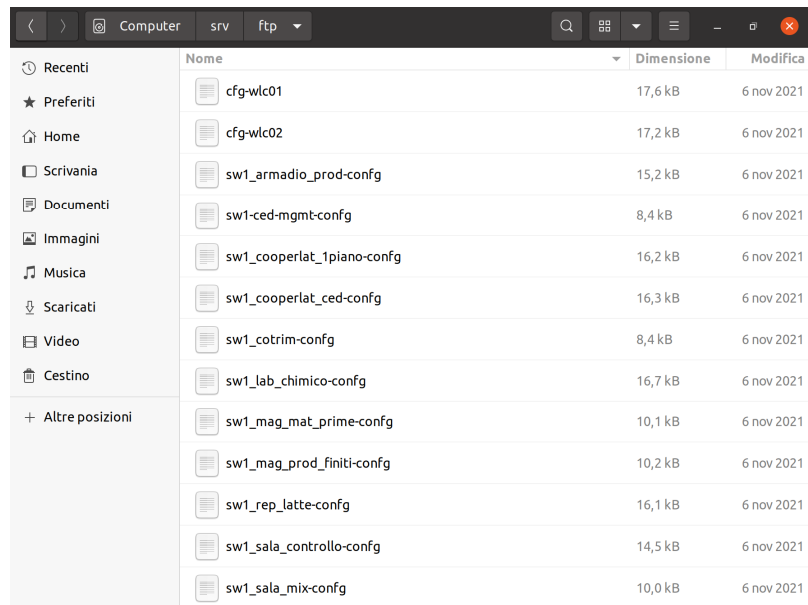 Computer srv ftp
Nome Dimensione Modifica
Recenti
Preferiti
Home
Scrivania
Documenti
Immagini
Musica
Scaricati
Video
Cestino
+ Altre posizioni
cfg-wlc01 17,6 kB 6 nov 2021
cfg-wlc02 17,2 kB 6 nov 2021
sw1_armadio_prod-confg 15,2 kB 6 nov 2021
sw1-ced-mgmt-confg 8,4 kB 6 nov 2021
sw1_cooperlat_1piano-confg 16,2 kB 6 nov 2021
sw1_cooperlat_ced-confg 16,3 kB 6 nov 2021
sw1_cotrim-confg 8,4 kB 6 nov 2021
sw1_lab_chimico-confg 16,7 kB 6 nov 2021
sw1_mag_mat_prime-confg 10,1 kB 6 nov 2021
sw1_mag_prod_finiti-confg 10,2 kB 6 nov 2021
sw1_rep_latte-confg 16,1 kB 6 nov 2021
sw1_sala_controllo-confg 14,5 kB 6 nov 2021
sw1_sala_mix-confg 10,0 kB 6 nov 2021